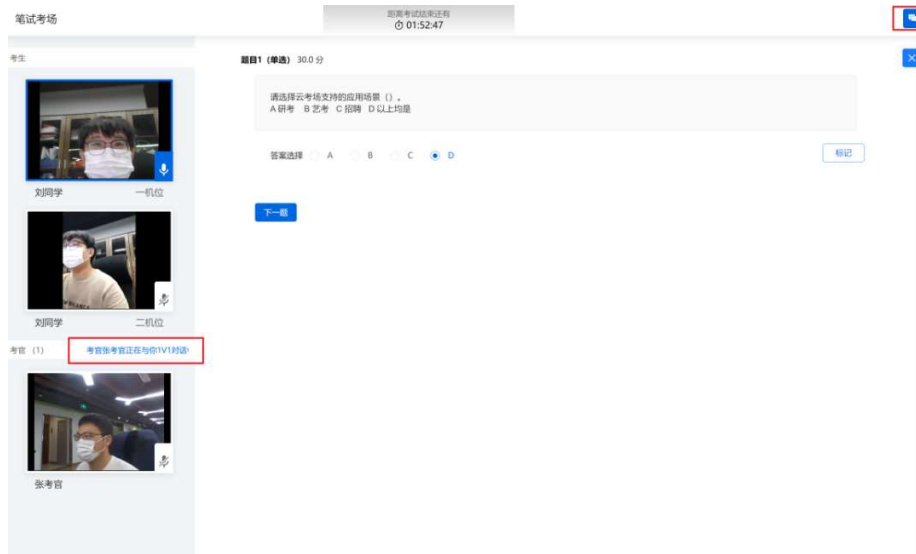 笔试考场
距离考试结束还有
01:52:47
考生
刘同学 一机位
刘同学 二机位
考官 (1) 考官张考官正在与你1V1对话
张考官
题目1 (单选) 30.0 分
请选择云考场支持的应用场景 ()。
A 研考 B 艺考 C 招聘 D 以上均是
答案选择 A B C D
标记
下一题